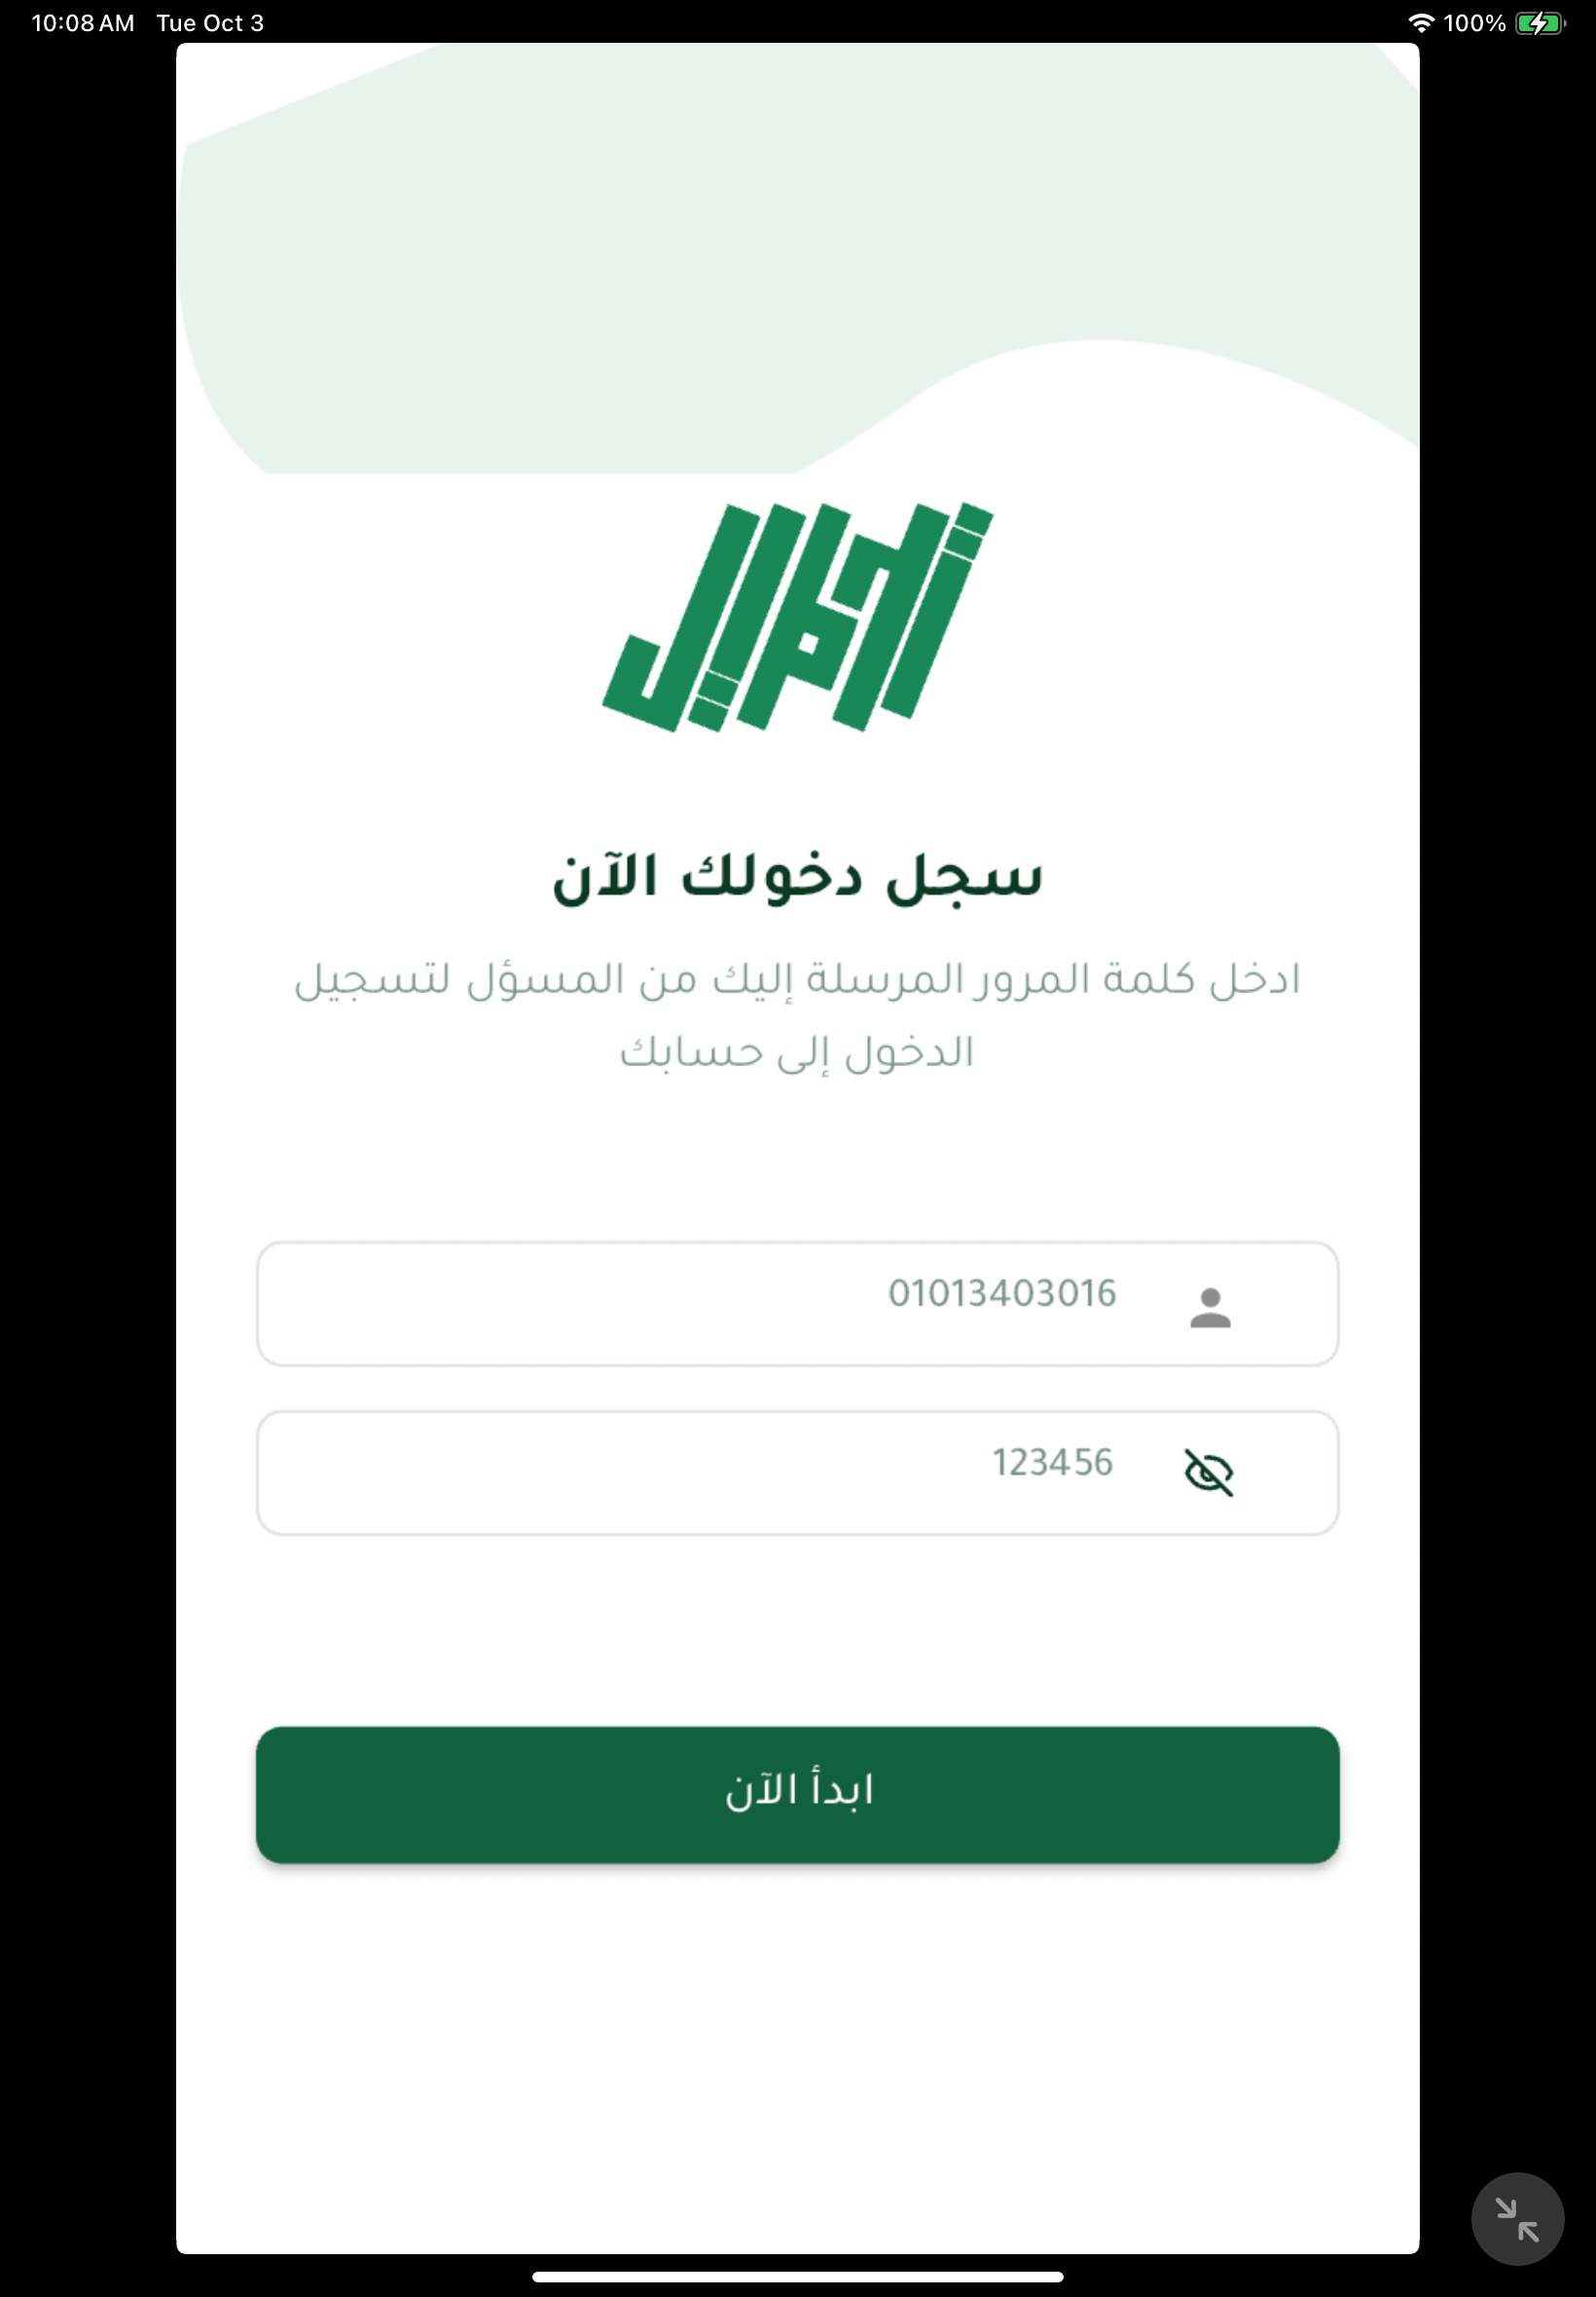 10:08 AM Tue Oct 3
100%
سجل دخولك الآن
ادخل كلمة المرور المرسلة إليك من المسؤل لتسجيل
الدخول إلى حسابك
01013403016
123456
ابدأ الآن